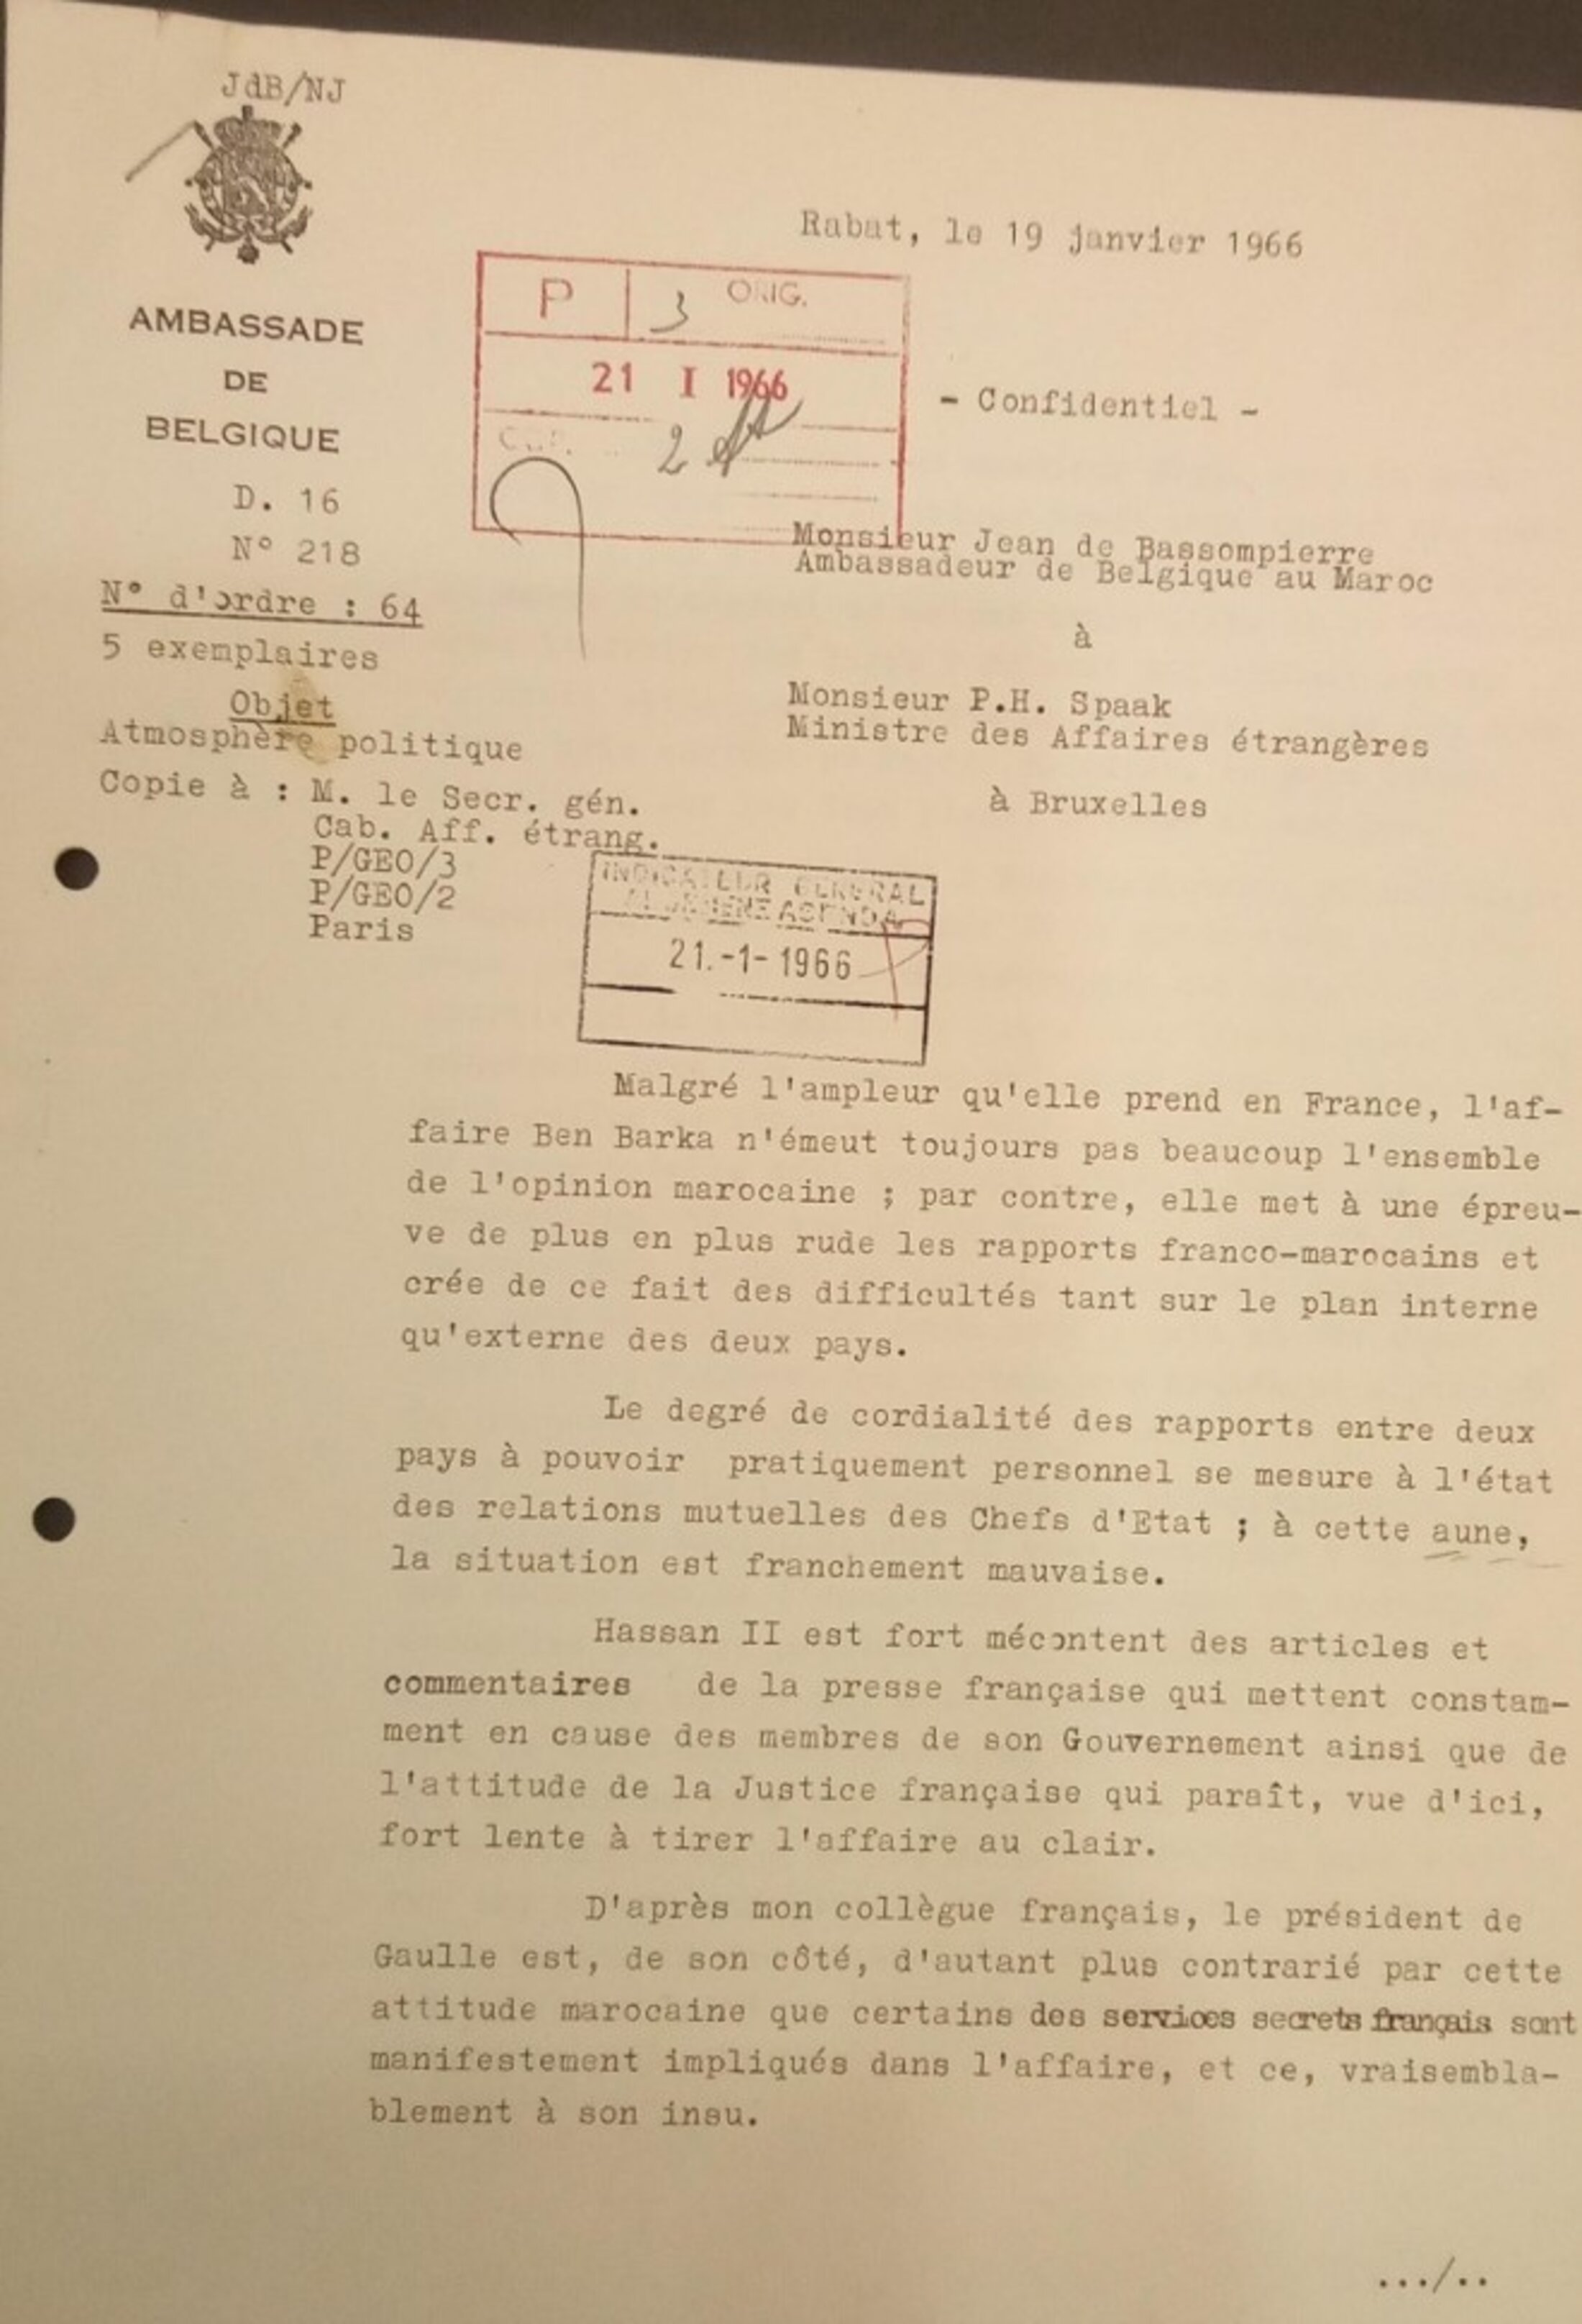 JdB/NJ
Rabat, le 19 janvier 1966
P 3 ORIG.
21 I 1966
2
AMBASSADE
DE
BELGIQUE
- Confidentiel -
D. 16
N° 218
N° d'ordre : 64
5 exemplaires
Objet
Atmosphère politique
Copie à : M. le Secr. gén.
Cab. Aff. étrang.
P/GEO/3
P/GEO/2
Paris
Monsieur Jean de Bassompierre
Ambassadeur de Belgique au Maroc
à
Monsieur P.H. Spaak
Ministre des Affaires étrangères
à Bruxelles
INDICATEUR GENERAL
ALGEMENE AGENDA
21.-1-1966
Malgré l'ampleur qu'elle prend en France, l'af-
faire Ben Barka n'émeut toujours pas beaucoup l'ensemble
de l'opinion marocaine ; par contre, elle met à une épreu-
ve de plus en plus rude les rapports franco-marocains et
crée de ce fait des difficultés tant sur le plan interne
qu'externe des deux pays.
Le degré de cordialité des rapports entre deux
pays à pouvoir pratiquement personnel se mesure à l'état
des relations mutuelles des Chefs d'Etat ; à cette aune,
la situation est franchement mauvaise.
Hassan II est fort mécontent des articles et
commentaires de la presse française qui mettent constam-
ment en cause des membres de son Gouvernement ainsi que de
l'attitude de la Justice française qui paraît, vue d'ici,
fort lente à tirer l'affaire au clair.
D'après mon collègue français, le président de
Gaulle est, de son côté, d'autant plus contrarié par cette
attitude marocaine que certains des services secrets français sont
manifestement impliqués dans l'affaire, et ce, vraisembla-
blement à son insu.
.../..